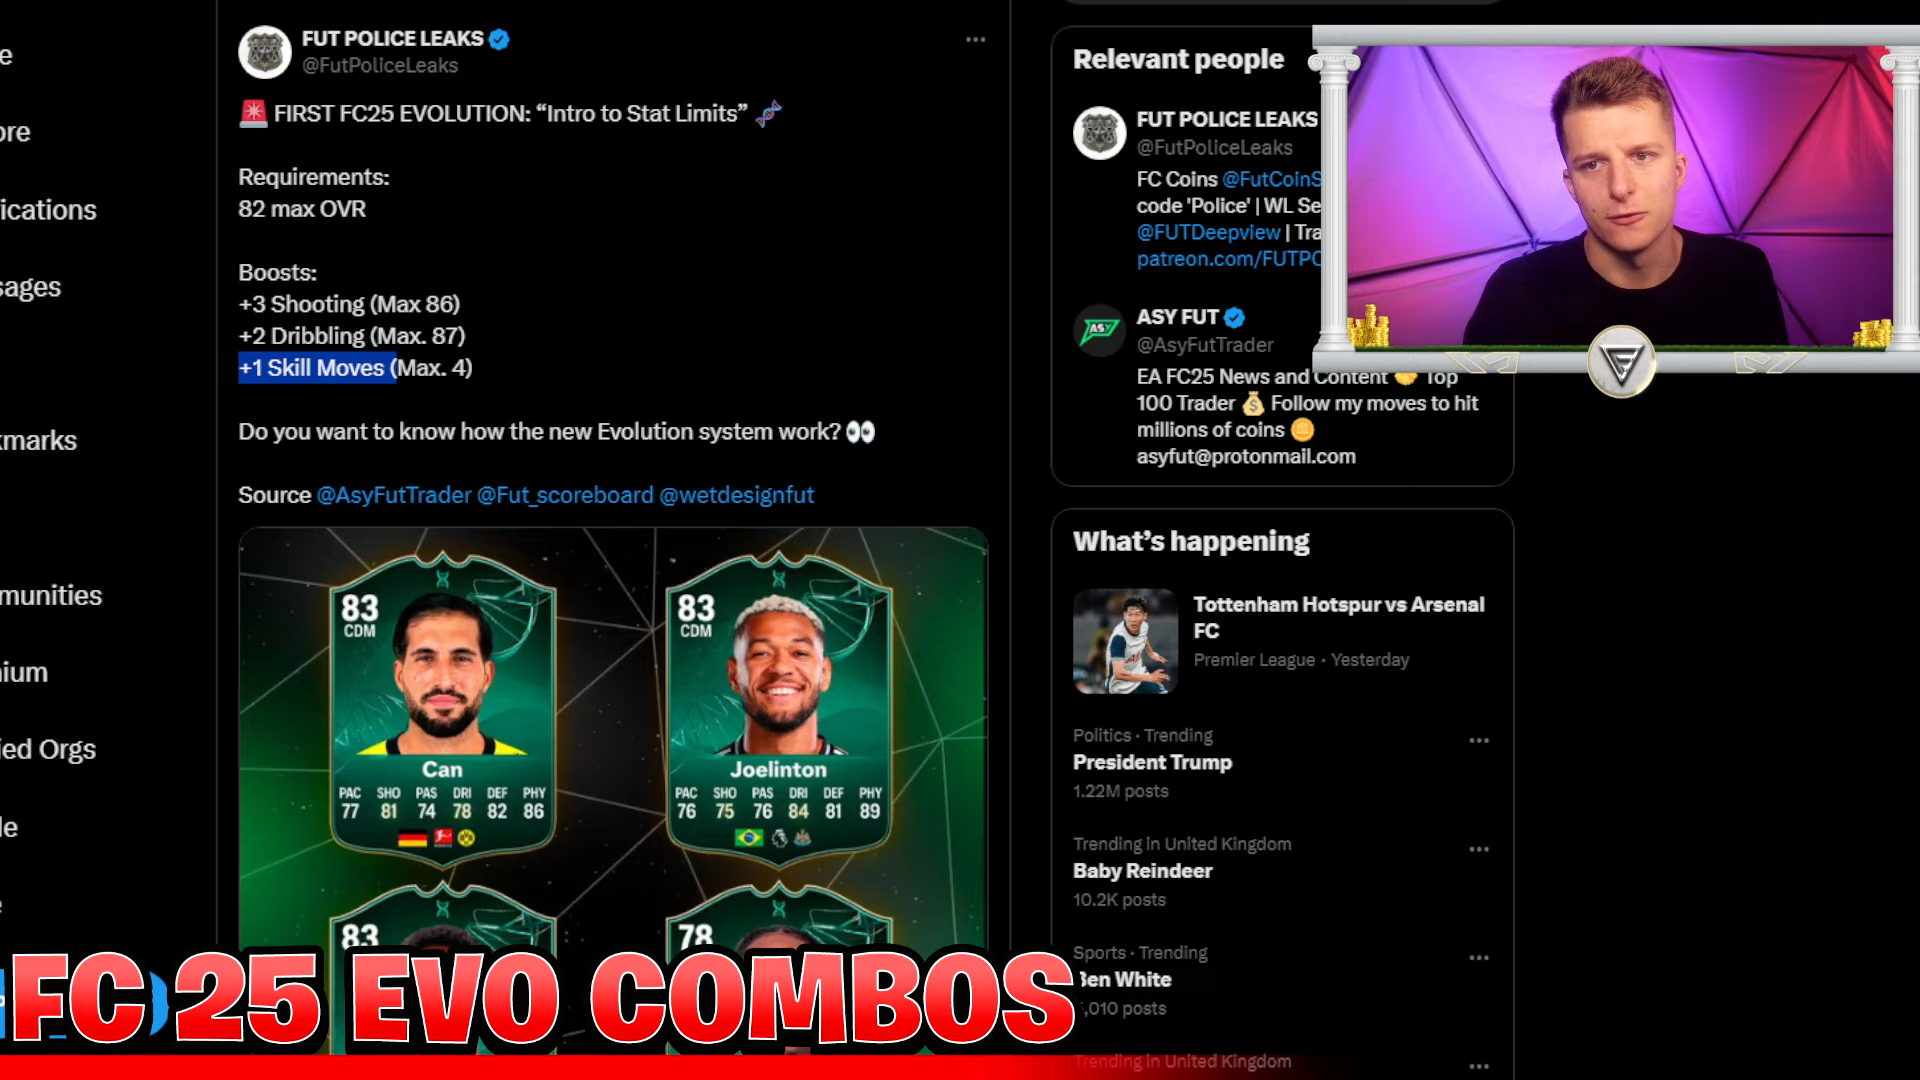 e
FUT POLICE LEAKS
@FutPoliceLeaks
FIRST FC25 EVOLUTION: “Intro to Stat Limits”
ore
Requirements:
82 max OVR
fications
Boosts:
+3 Shooting (Max 86)
+2 Dribbling (Max. 87)
+1 Skill Moves (Max. 4)
sages
kmarks
Do you want to know how the new Evolution system work?
Source @AsyFutTrader @Fut_scoreboard @wetdesignfut
munities
nium
ied Orgs
le
e
83
CDM
Can
PAC SHO PAS DRI DEF PHY
77 81 74 78 82 86
83
CDM
Joelinton
PAC SHO PAS DRI DEF PHY
76 75 76 84 81 89
83
78
FC 25 EVO COMBOS
Relevant people
FUT POLICE LEAKS
@FutPoliceLeaks
FC Coins @FutCoinS
code 'Police' | WL Se
@FUTDeepview | Tra
patreon.com/FUTPC
ASY
ASY FUT
@AsyFutTrader
EA FC25 News and Content Top
100 Trader Follow my moves to hit
millions of coins
asyfut@protonmail.com
What’s happening
Tottenham Hotspur vs Arsenal
FC
Premier League · Yesterday
Politics · Trending
President Trump
1.22M posts
Trending in United Kingdom
Baby Reindeer
10.2K posts
Sports · Trending
Ben White
,010 posts
Trending in United Kingdom